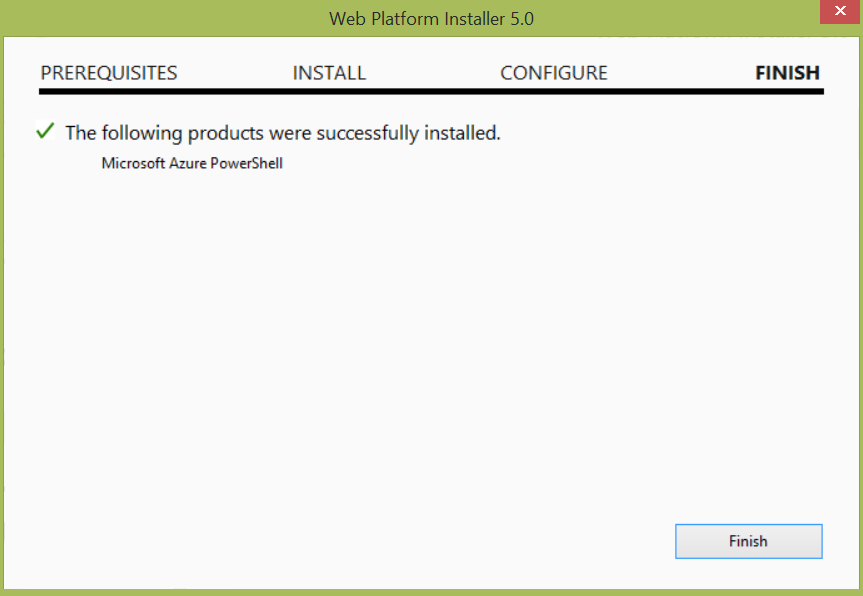 Web Platform Installer 5.0
PREREQUISITES INSTALL CONFIGURE FINISH
The following products were successfully installed.
Microsoft Azure PowerShell
Finish